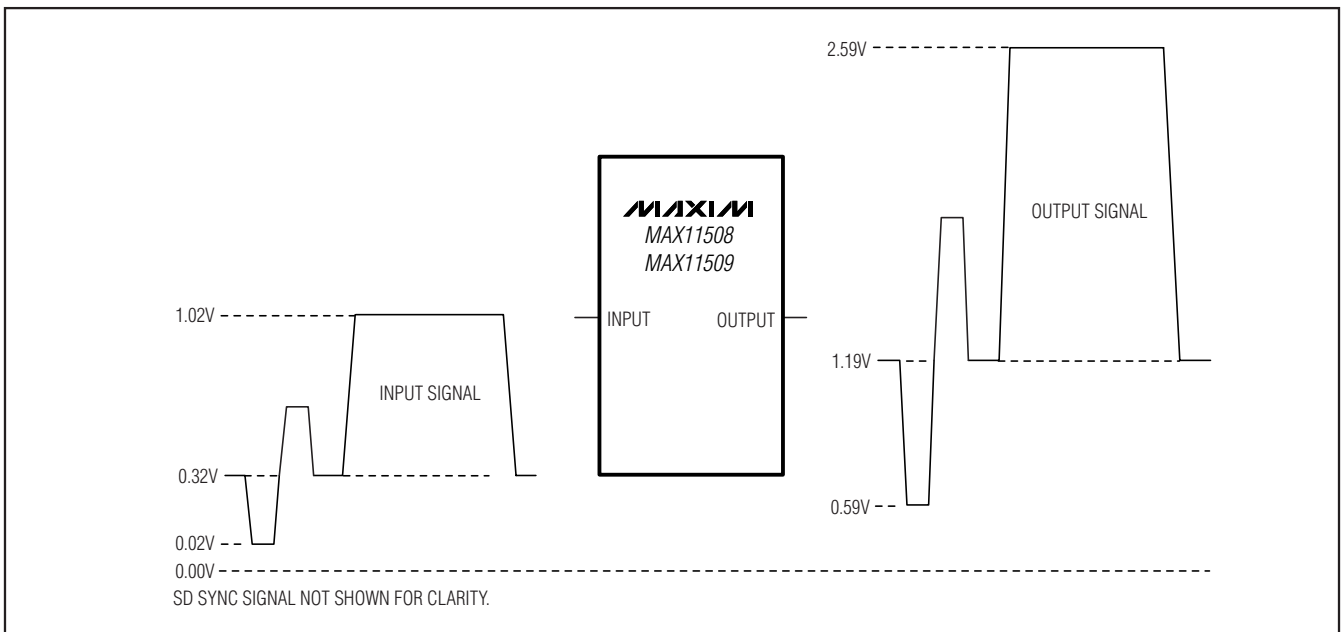 2.59V
OUTPUT SIGNAL
MAXIM
MAX11508
MAX11509
1.02V
INPUT
OUTPUT
1.19V
INPUT SIGNAL
0.32V
0.59V
0.02V
0.00V
SD SYNC SIGNAL NOT SHOWN FOR CLARITY.